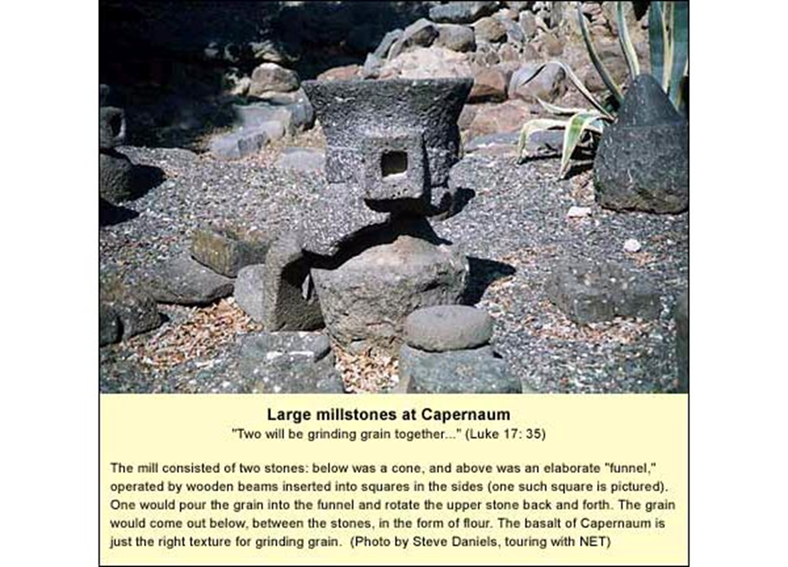 Large millstones at Capernaum
"Two will be grinding grain together..." (Luke 17: 35)
The mill consisted of two stones: below was a cone, and above was an elaborate "funnel,"
operated by wooden beams inserted into squares in the sides (one such square is pictured).
One would pour the grain into the funnel and rotate the upper stone back and forth. The grain
would come out below, between the stones, in the form of flour. The basalt of Capernaum is
just the right texture for grinding grain.  (Photo by Steve Daniels, touring with NET)